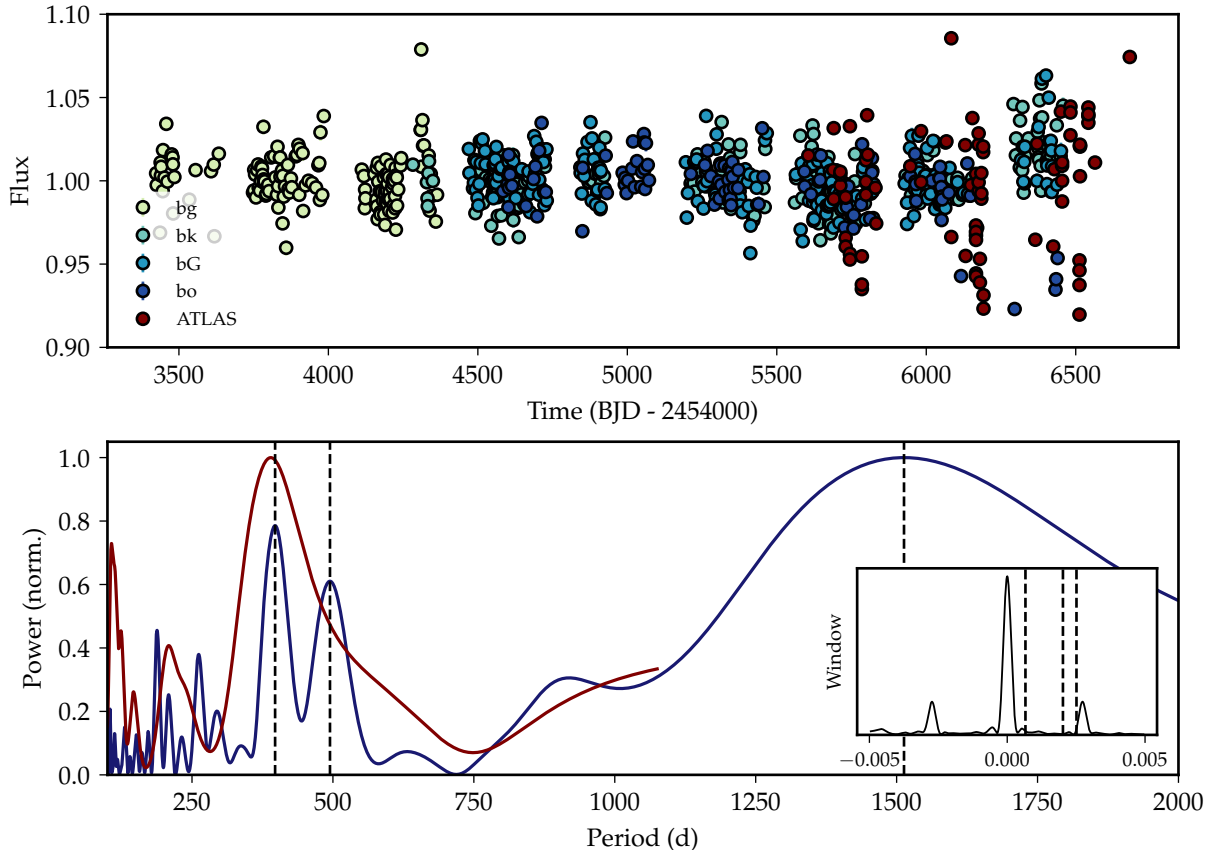 1.10
1.05
1.00
0.95
0.90
Flux
bg
bk
bG
bo
ATLAS
3500 4000 4500 5000 5500 6000 6500
Time (BJD - 2454000)
1.0
0.8
0.6
0.4
0.2
0.0
Power (norm.)
Window
−0.005 0.000 0.005
250 500 750 1000 1250 1500 1750 2000
Period (d)